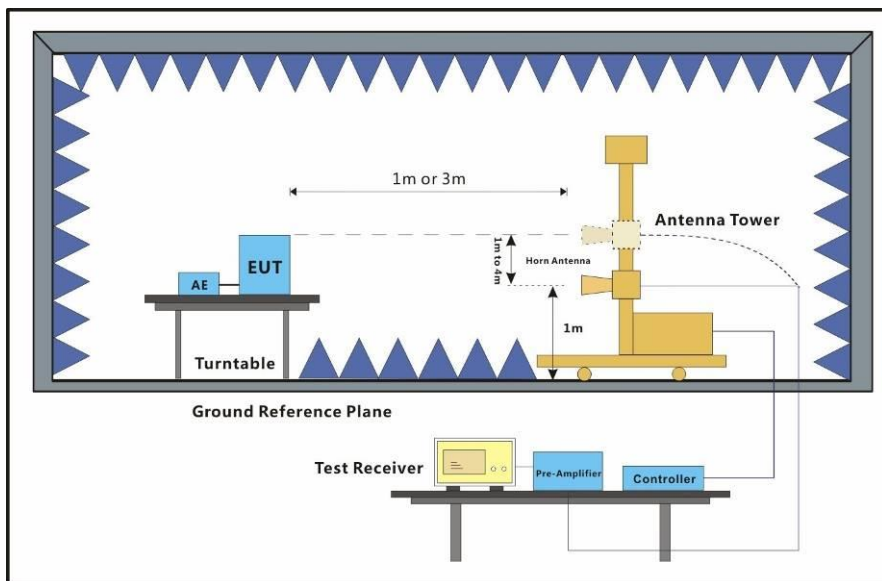 1m or 3m
Antenna Tower
1m to 4m
Horn Antenna
EUT
AE
1m
Turntable
Ground Reference Plane
Test Receiver
Pre-Amplifier
Controller